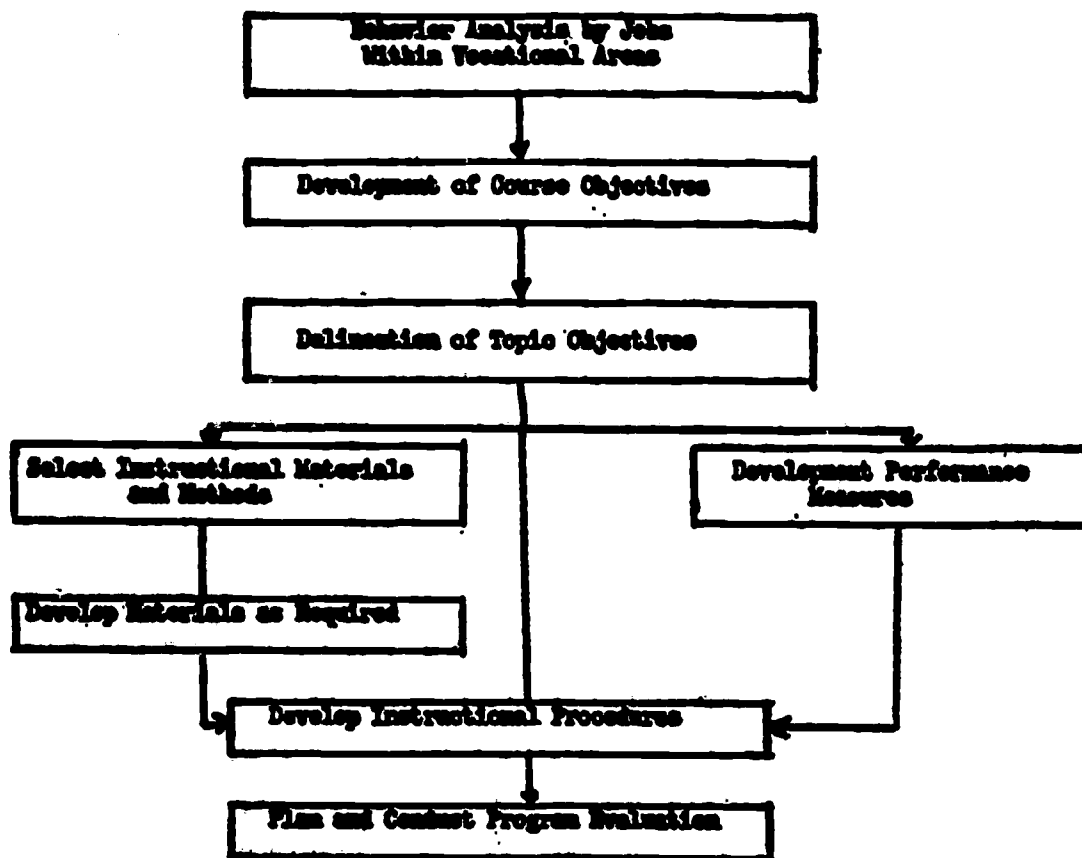 Behavior Analysis by Jobs
Within Vocational Areas
Development of Course Objectives
Delineation of Topic Objectives
Select Instructional Materials
and Methods
Development Performance
Measures
Develop Materials as Required
Develop Instructional Procedures
Plan and Conduct Program Evaluation